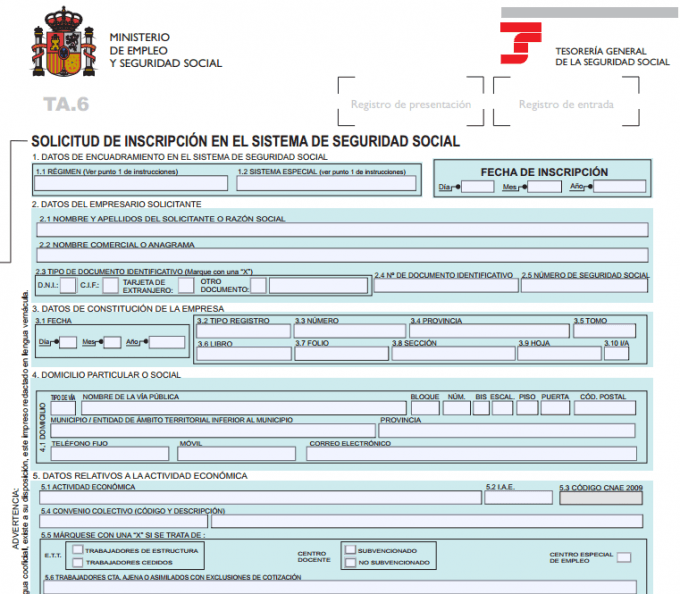 MINISTERIO
DE EMPLEO
Y SEGURIDAD SOCIAL
TESORERÍA GENERAL
DE LA SEGURIDAD SOCIAL
TA.6
Registro de presentación
Registro de entrada
SOLICITUD DE INSCRIPCIÓN EN EL SISTEMA DE SEGURIDAD SOCIAL
1. DATOS DE ENCUADRAMIENTO EN EL SISTEMA DE SEGURIDAD SOCIAL
1.1 RÉGIMEN (Ver punto 1 de instrucciones)
1.2 SISTEMA ESPECIAL (ver punto 1 de instrucciones)
FECHA DE INSCRIPCIÓN
Día
Mes
Año
2. DATOS DEL EMPRESARIO SOLICITANTE
2.1 NOMBRE Y APELLIDOS DEL SOLICITANTE O RAZÓN SOCIAL
2.2 NOMBRE COMERCIAL O ANAGRAMA
2.3 TIPO DE DOCUMENTO IDENTIFICATIVO (Marque con una "X")
D.N.I.:
C.I.F.:
TARJETA DE
EXTRANJERO:
OTRO
DOCUMENTO:
2.4 Nº DE DOCUMENTO IDENTIFICATIVO
2.5 NÚMERO DE SEGURIDAD SOCIAL
3. DATOS DE CONSTITUCIÓN DE LA EMPRESA
3.1 FECHA
Día
Mes
Año
3.2 TIPO REGISTRO
3.3 NÚMERO
3.4 PROVINCIA
3.5 TOMO
3.6 LIBRO
3.7 FOLIO
3.8 SECCIÓN
3.9 HOJA
3.10 I/A
4. DOMICILIO PARTICULAR O SOCIAL
4.1 DOMICILIO
TIPO DE VÍA
NOMBRE DE LA VÍA PÚBLICA
BLOQUE
NÚM.
BIS
ESCAL.
PISO
PUERTA
CÓD. POSTAL
MUNICIPIO / ENTIDAD DE ÁMBITO TERRITORIAL INFERIOR AL MUNICIPIO
PROVINCIA
TELÉFONO FIJO
MÓVIL
CORREO ELECTRÓNICO
5. DATOS RELATIVOS A LA ACTIVIDAD ECONÓMICA
5.1 ACTIVIDAD ECONÓMICA
5.2 I.A.E.
5.3 CÓDIGO CNAE 2009
5.4 CONVENIO COLECTIVO (CÓDIGO Y DESCRIPCIÓN)
5.5 MÁRQUESE CON UNA "X" SI SE TRATA DE :
E.T.T.
TRABAJADORES DE ESTRUCTURA
TRABAJADORES CEDIDOS
CENTRO
DOCENTE
SUBVENCIONADO
NO SUBVENCIONADO
CENTRO ESPECIAL
DE EMPLEO
5.6 TRABAJADORES CTA. AJENA O ASIMILADOS CON EXCLUSIONES DE COTIZACIÓN
ADVERTENCIA:
gua cooficial, existe a su disposición, este impreso redactado en lengua vernácula.